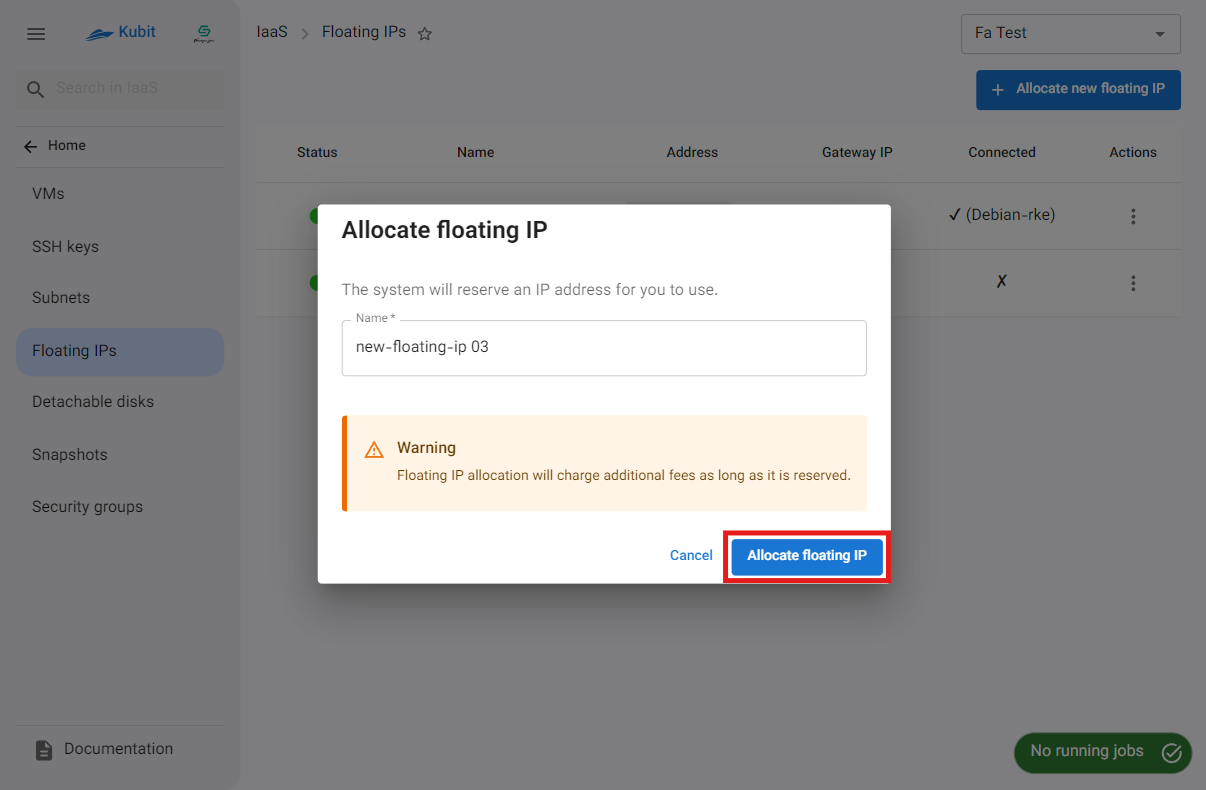 Kubit
IaaS
Floating IPs
Fa Test
Search in IaaS
Allocate new floating IP
Home
Status
Name
Address
Gateway IP
Connected
Actions
VMs
SSH keys
Subnets
Floating IPs
Detachable disks
Snapshots
Security groups
✓ (Debian-rke)
✗
Allocate floating IP
The system will reserve an IP address for you to use.
Name *
new-floating-ip 03
Warning
Floating IP allocation will charge additional fees as long as it is reserved.
Cancel
Allocate floating IP
Documentation
No running jobs